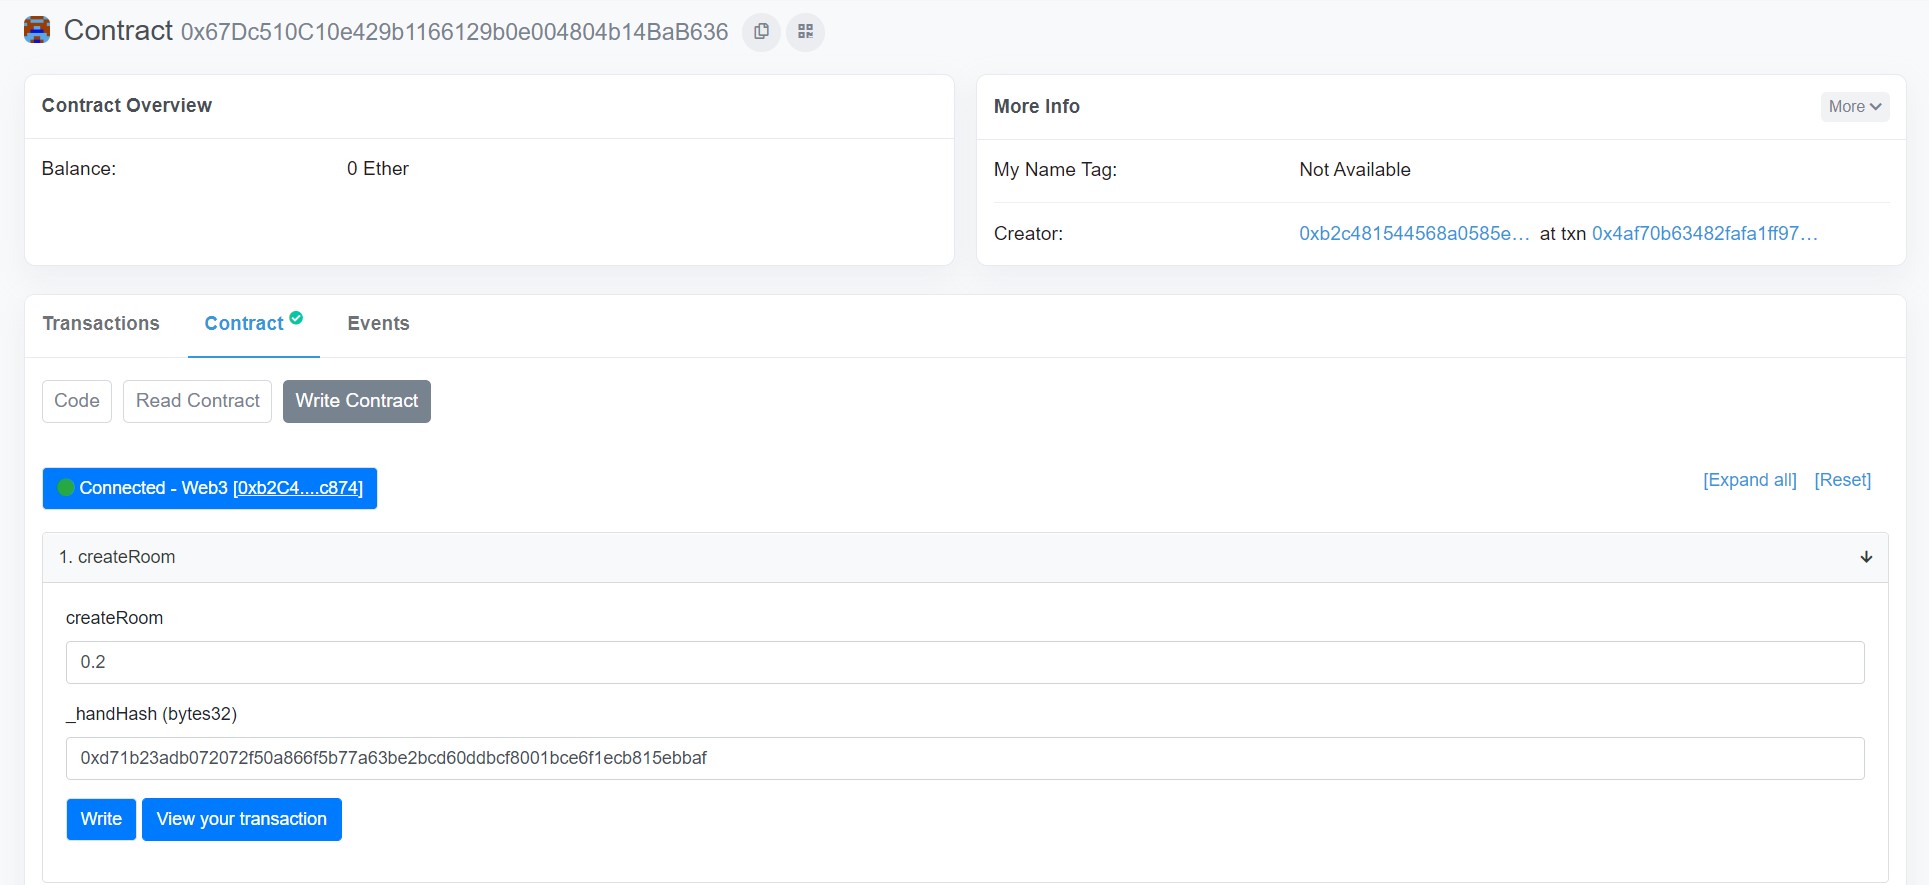 Contract 0x67Dc510C10e429b1166129b0e004804b14BaB636
Contract Overview
Balance: 0 Ether
More Info
More
My Name Tag: Not Available
Creator: 0xb2c481544568a0585e... at txn 0x4af70b63482fafa1ff97...
Transactions Contract Events
Code Read Contract Write Contract
Connected - Web3 [0xb2C4....c874]
[Expand all] [Reset]
1. createRoom
createRoom
0.2
_handHash (bytes32)
0xd71b23adb072072f50a866f5b77a63be2bcd60ddbcf8001bce6f1ecb815ebbaf
Write View your transaction